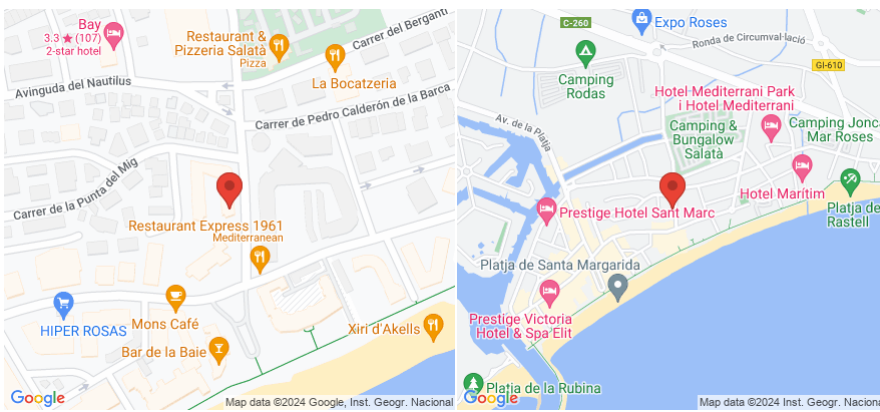 Bay
3.3 ★ (107)
2-star hotel
Restaurant &
Pizzeria Salatà
Pizza
Carrer del Berganti
La Bocatzeria
Avinguda del Nautilus
Carrer de Pedro Calderón de la Barca
Carrer de la Punta del Mig
Restaurant Express 1961
Mediterranean
HIPER ROSAS
Mons Café
Bar de la Baie
Xiri d'Akells
Google
Map data ©2024 Google, Inst. Geogr. Nacional
C-260
Expo Roses
Ronda de Circumval·lació
GI-610
Camping
Rodas
Hotel Mediterrani Park
i Hotel Mediterrani
Av. de la Platja
Camping &
Bungalow
Salatà
Camping Jonca
Mar Roses
Hotel Marítim
Prestige Hotel Sant Marc
Platja de
Rastell
Platja de Santa Margarida
Prestige Victoria
Hotel & Spa Elit
Platja de la Rubina
Google
Map data ©2024 Google, Inst. Geogr. Nacional